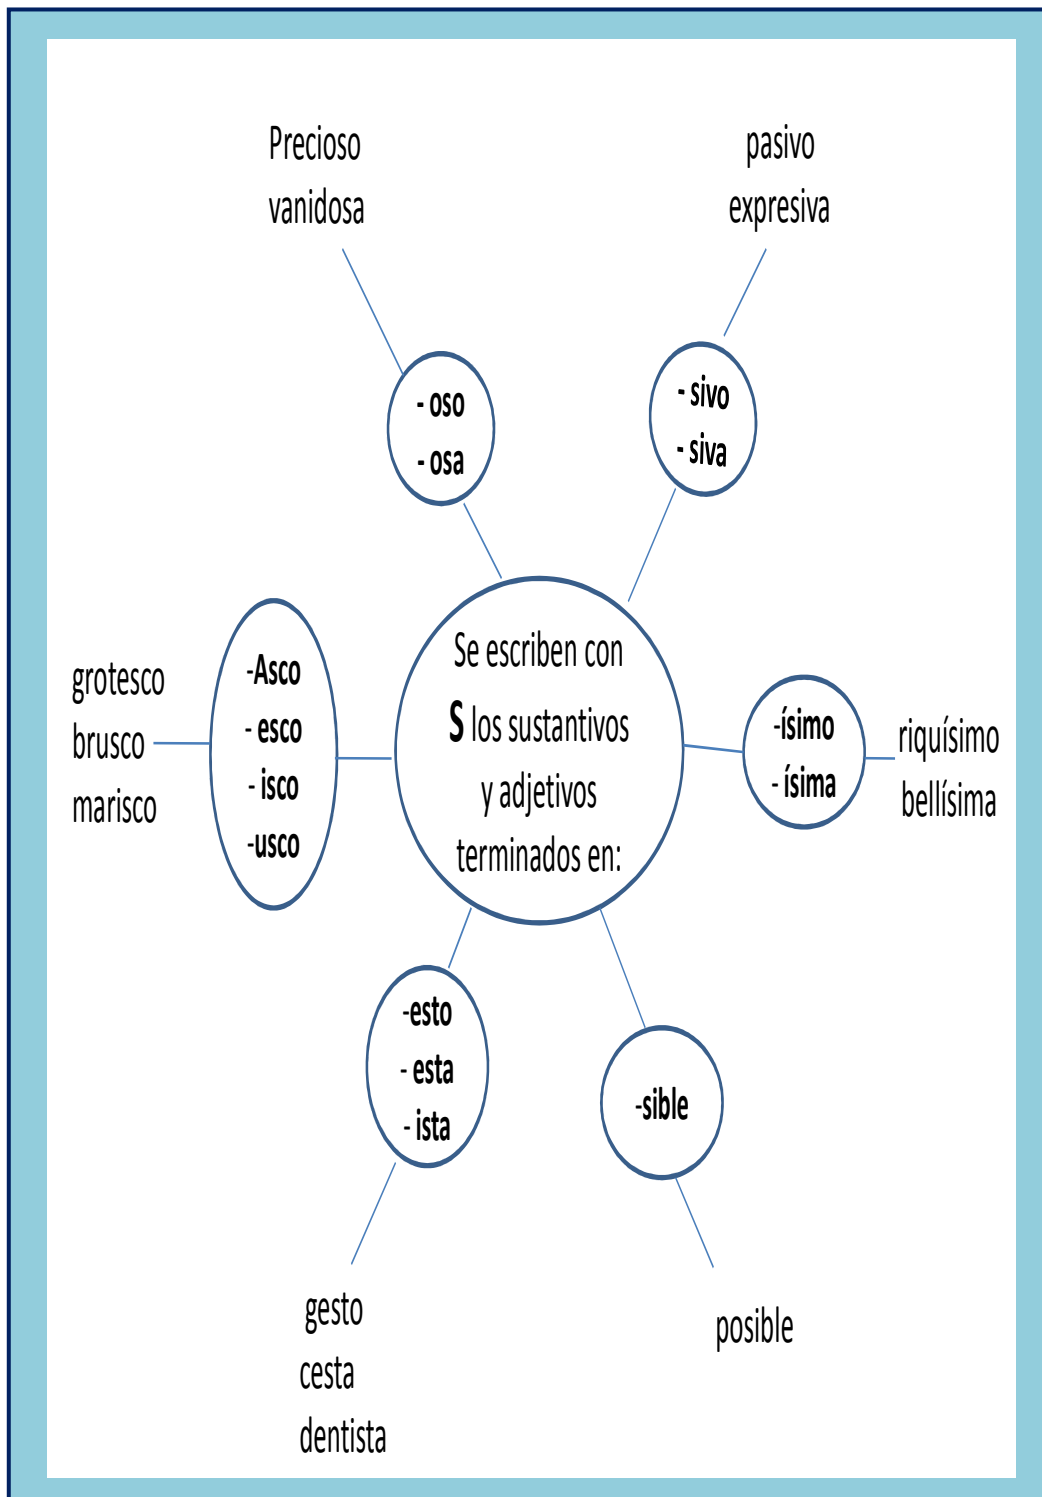 Precioso
vanidosa
pasivo
expresiva
- oso
- osa
- sivo
- siva
Se escriben con
S los sustantivos
y adjetivos
terminados en:
grotesco
brusco
marisco
-Asco
- esco
- isco
-usco
-ísimo
- ísima
riquísimo
bellísima
-esto
- esta
- ista
-sible
gesto
cesta
dentista
posible